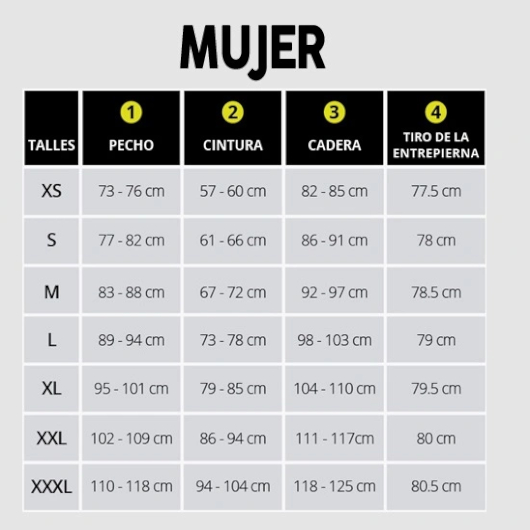 MUJER
1 2 3 4
TALLES PECHO CINTURA CADERA TIRO DE LA
ENTREPIERNA
XS 73 - 76 cm 57 - 60 cm 82 - 85 cm 77.5 cm
S 77 - 82 cm 61 - 66 cm 86 - 91 cm 78 cm
M 83 - 88 cm 67 - 72 cm 92 - 97 cm 78.5 cm
L 89 - 94 cm 73 - 78 cm 98 - 103 cm 79 cm
XL 95 - 101 cm 79 - 85 cm 104 - 110 cm 79.5 cm
XXL 102 - 109 cm 86 - 94 cm 111 - 117cm 80 cm
XXXL 110 - 118 cm 94 - 104 cm 118 - 125 cm 80.5 cm